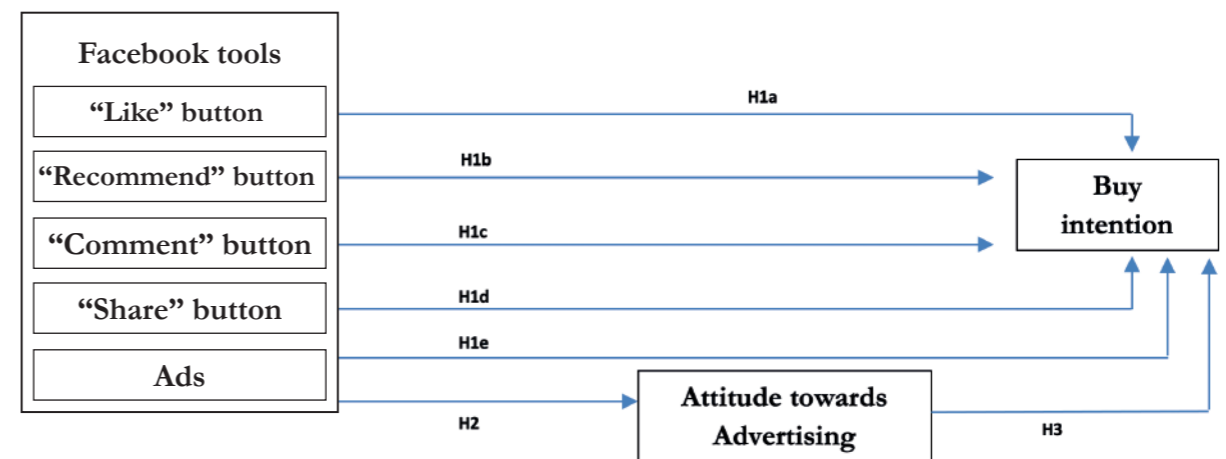 Facebook tools
“Like” button
H1a
“Recommend” button
H1b
Buy
intention
“Comment” button
H1c
“Share” button
H1d
H1e
Ads
H2
Attitude towards
Advertising
H3